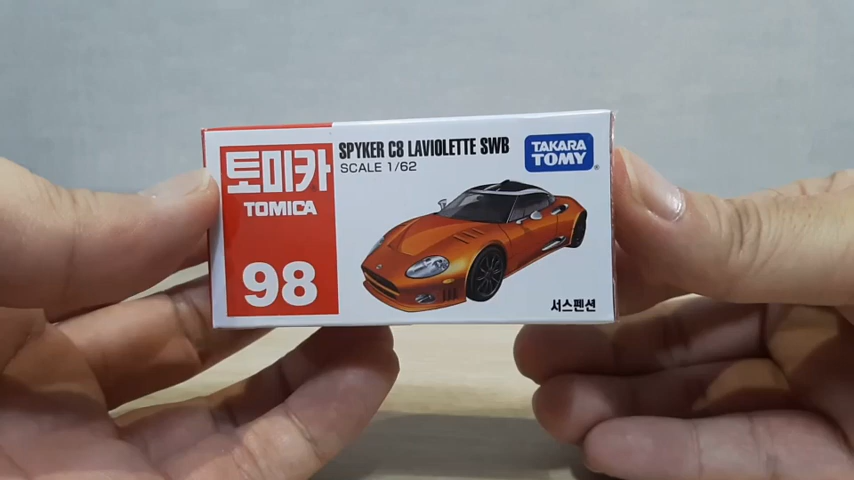 토미카
TOMICA
98
SPYKER C8 LAVIOLETTE SWB
SCALE 1/62
TAKARA
TOMY®
서스펜션